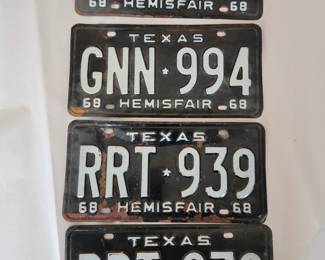 68 HEMISFAIR 68
TEXAS
GNN*994
68 HEMISFAIR 68
TEXAS
RRT*939
68 HEMISFAIR 68
TEXAS